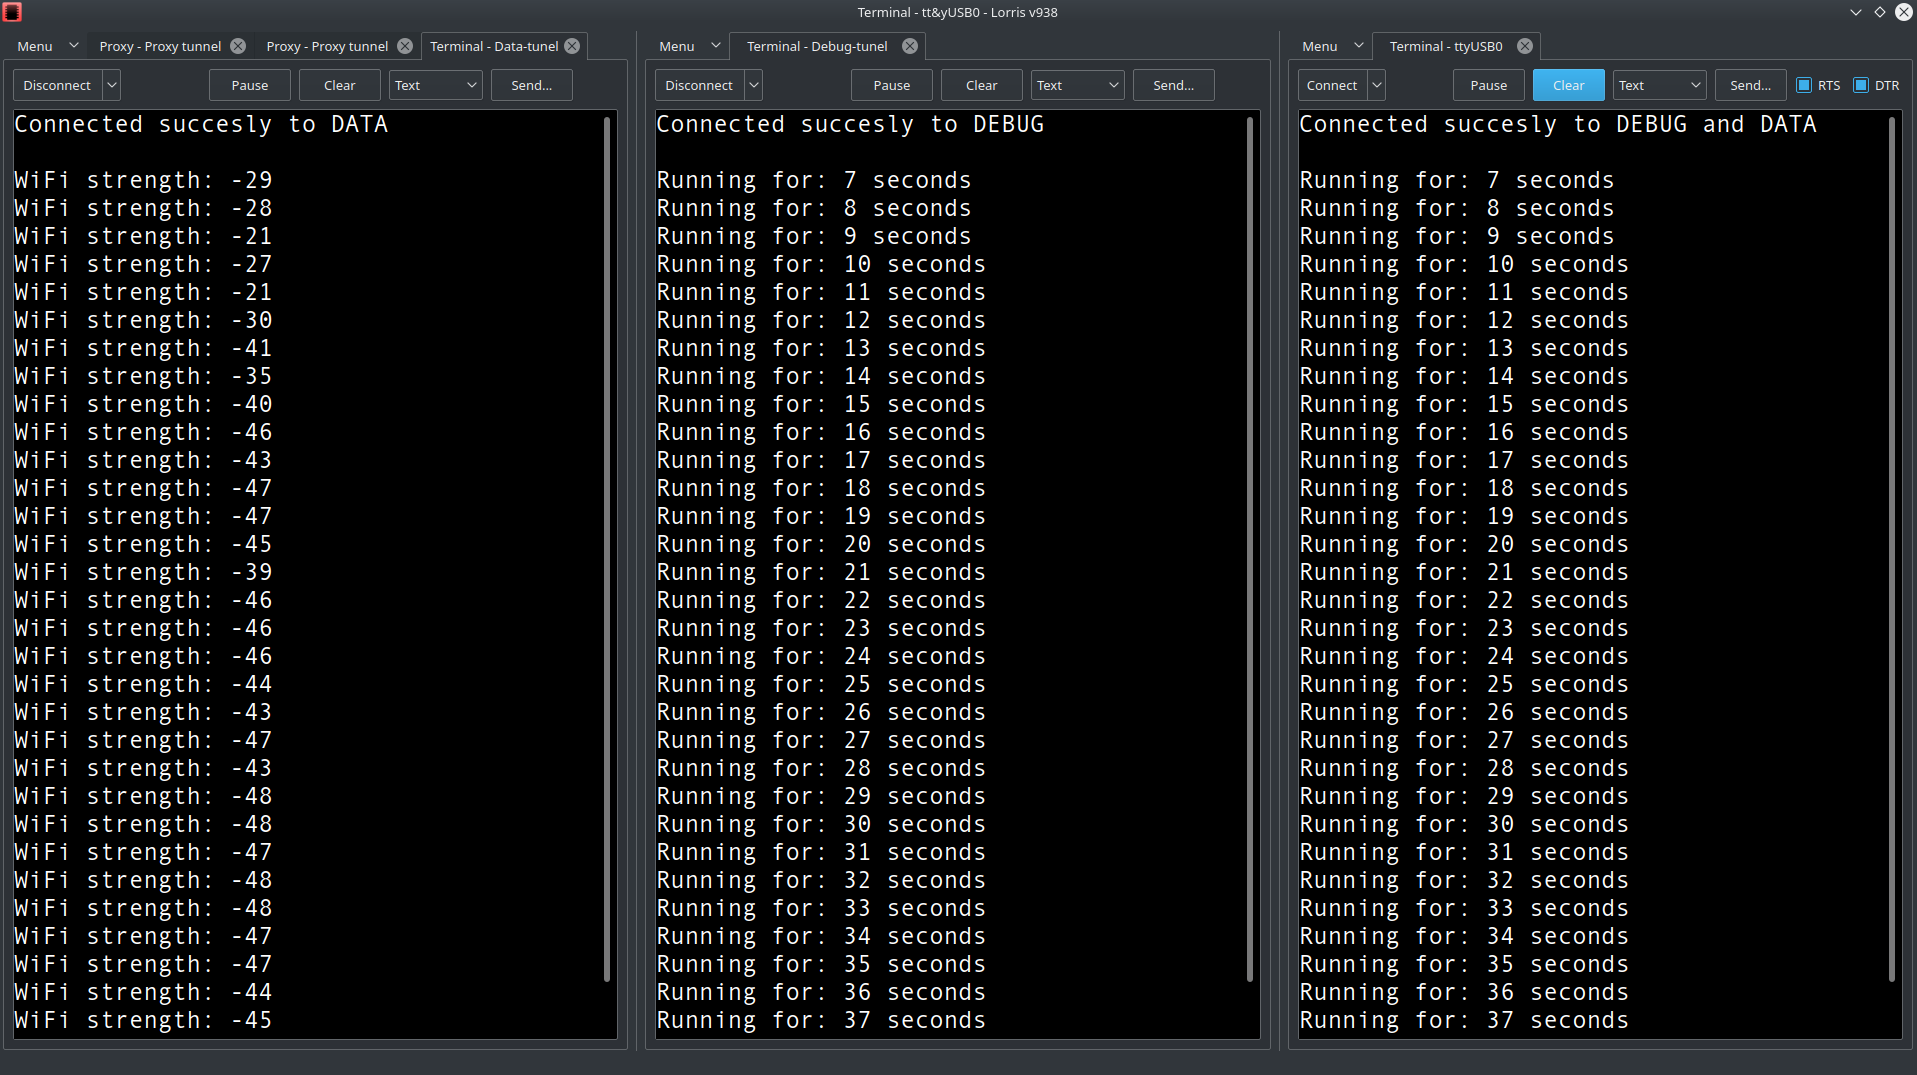 Terminal - tt&yUSB0 - Lorris v938
Menu Proxy - Proxy tunnel Proxy - Proxy tunnel Terminal - Data-tunel
Disconnect Pause Clear Text Send...
Connected succesly to DATA
WiFi strength: -29
WiFi strength: -28
WiFi strength: -21
WiFi strength: -27
WiFi strength: -21
WiFi strength: -30
WiFi strength: -41
WiFi strength: -35
WiFi strength: -40
WiFi strength: -46
WiFi strength: -43
WiFi strength: -47
WiFi strength: -47
WiFi strength: -45
WiFi strength: -39
WiFi strength: -46
WiFi strength: -46
WiFi strength: -46
WiFi strength: -44
WiFi strength: -43
WiFi strength: -47
WiFi strength: -43
WiFi strength: -48
WiFi strength: -48
WiFi strength: -47
WiFi strength: -48
WiFi strength: -48
WiFi strength: -47
WiFi strength: -47
WiFi strength: -44
WiFi strength: -45
Menu Terminal - Debug-tunel
Disconnect Pause Clear Text Send...
Connected succesly to DEBUG
Running for: 7 seconds
Running for: 8 seconds
Running for: 9 seconds
Running for: 10 seconds
Running for: 11 seconds
Running for: 12 seconds
Running for: 13 seconds
Running for: 14 seconds
Running for: 15 seconds
Running for: 16 seconds
Running for: 17 seconds
Running for: 18 seconds
Running for: 19 seconds
Running for: 20 seconds
Running for: 21 seconds
Running for: 22 seconds
Running for: 23 seconds
Running for: 24 seconds
Running for: 25 seconds
Running for: 26 seconds
Running for: 27 seconds
Running for: 28 seconds
Running for: 29 seconds
Running for: 30 seconds
Running for: 31 seconds
Running for: 32 seconds
Running for: 33 seconds
Running for: 34 seconds
Running for: 35 seconds
Running for: 36 seconds
Running for: 37 seconds
Menu Terminal - ttyUSB0
Connect Pause Clear Text Send... RTS DTR
Connected succesly to DEBUG and DATA
Running for: 7 seconds
Running for: 8 seconds
Running for: 9 seconds
Running for: 10 seconds
Running for: 11 seconds
Running for: 12 seconds
Running for: 13 seconds
Running for: 14 seconds
Running for: 15 seconds
Running for: 16 seconds
Running for: 17 seconds
Running for: 18 seconds
Running for: 19 seconds
Running for: 20 seconds
Running for: 21 seconds
Running for: 22 seconds
Running for: 23 seconds
Running for: 24 seconds
Running for: 25 seconds
Running for: 26 seconds
Running for: 27 seconds
Running for: 28 seconds
Running for: 29 seconds
Running for: 30 seconds
Running for: 31 seconds
Running for: 32 seconds
Running for: 33 seconds
Running for: 34 seconds
Running for: 35 seconds
Running for: 36 seconds
Running for: 37 seconds